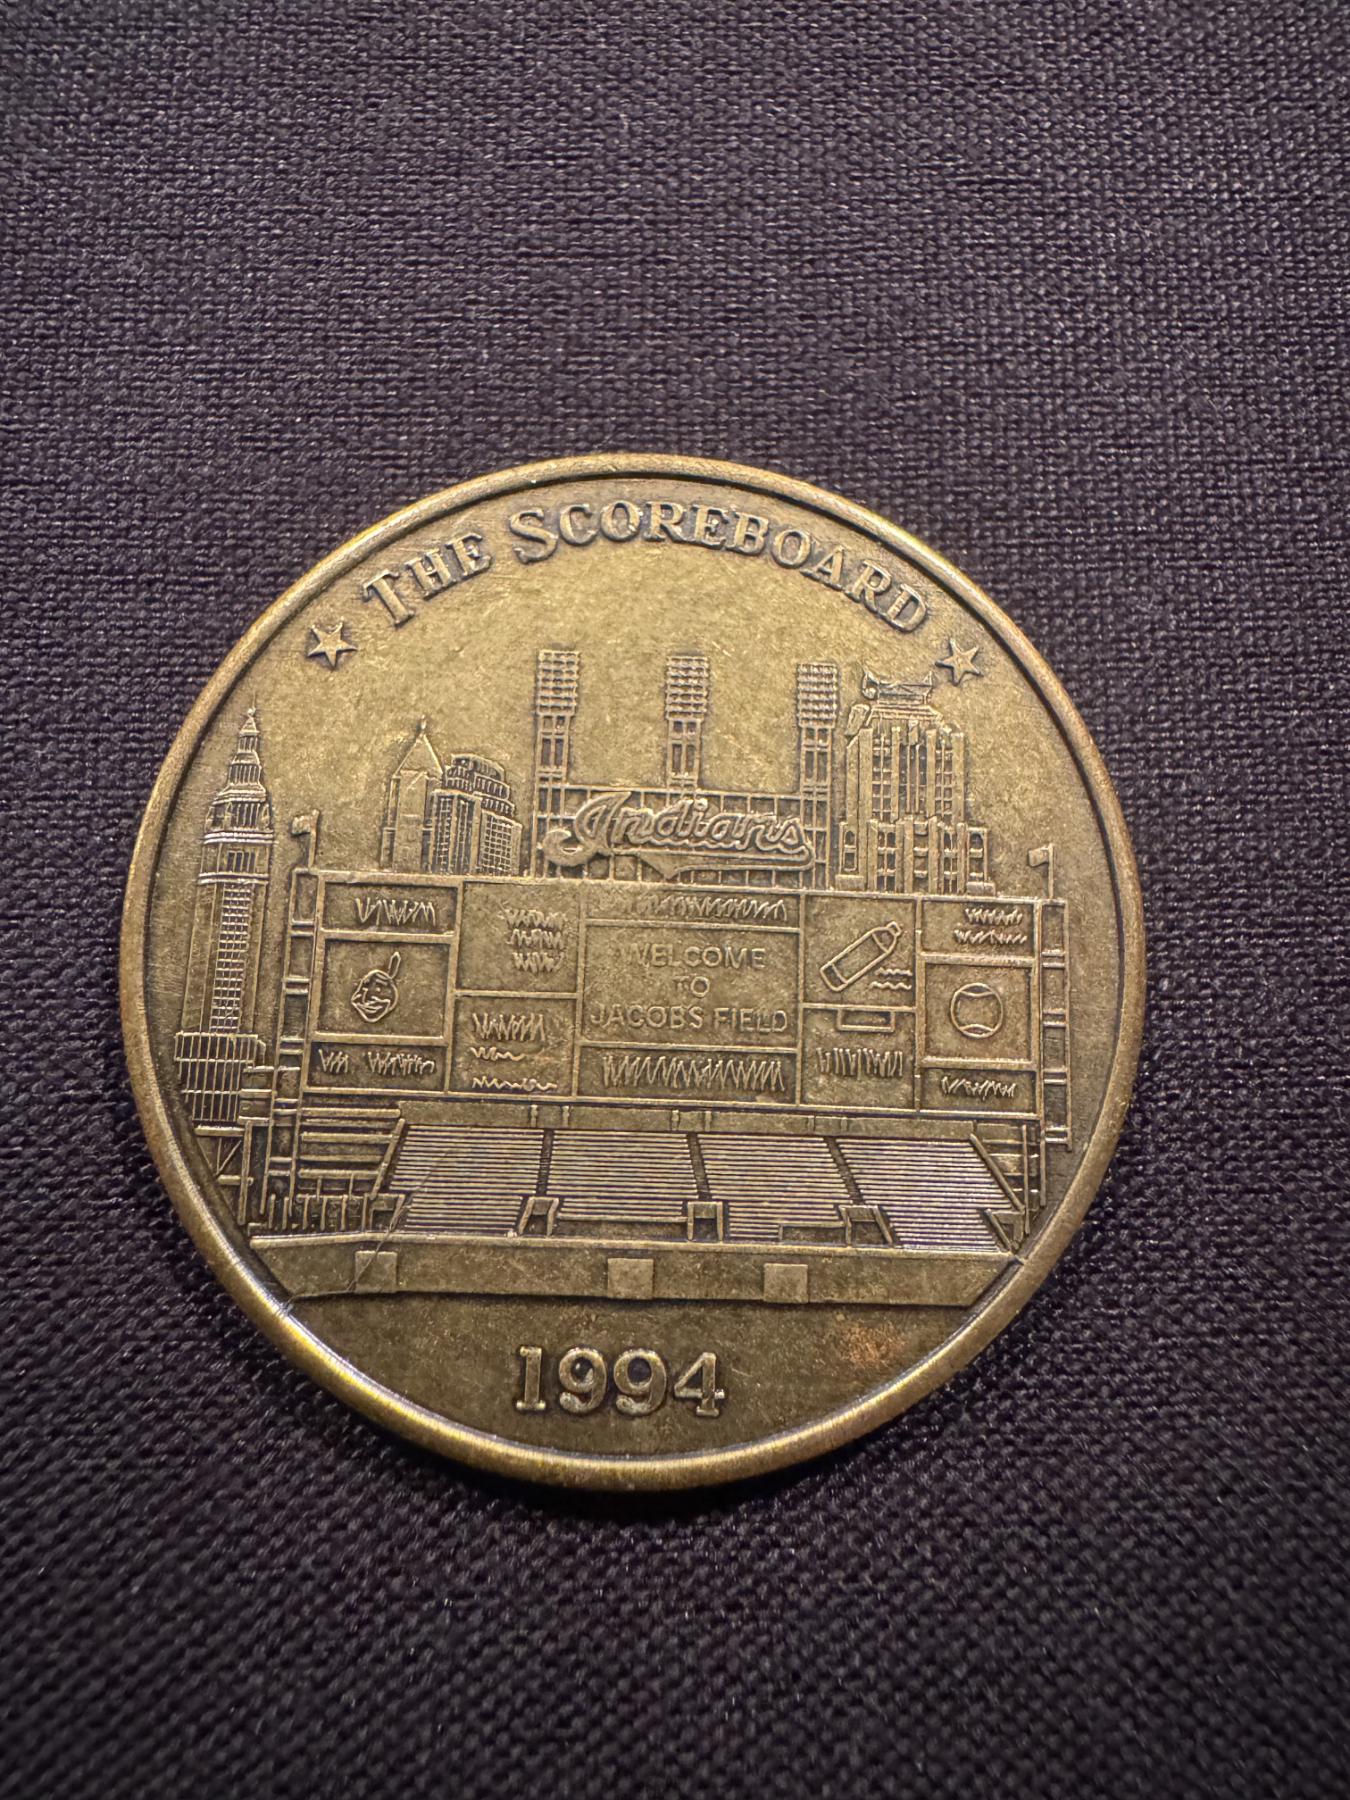 THE SCOREBOARD
Indians
WELCOME
TO
JACOBS FIELD
1994